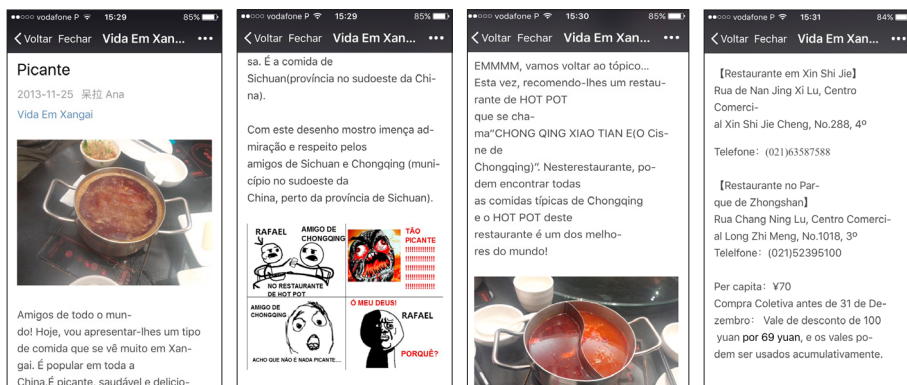 ●●○○○ vodafone P 15:29 85%
Voltar Fechar Vida Em Xan... •••
Picante
2013-11-25 呆拉 Ana
Vida Em Xangai
Amigos de todo o mun-
do! Hoje, vou apresentar-lhes um tipo
de comida que se vê muito em Xan-
gai. É popular em toda a
China.É picante, saudável e delicio-
●●○○○ vodafone P 15:29 85%
Voltar Fechar Vida Em Xan... •••
sa. É a comida de
Sichuan(província no sudoeste da Chi-
na).
Com este desenho mostro imença ad-
miração e respeito pelos
amigos de Sichuan e Chongqing (muni-
cípio no sudoeste da
China, perto da província de Sichuan).
RAFAEL
AMIGO DE
CHONGQING
NO RESTAURANTE
DE HOT POT
TÃO
PICANTE
AMIGO DE
CHONGQING
ACHO QUE NÃO É NADA PICANTE...
Ó MEU DEUS!
RAFAEL
PORQUÊ?
●●○○○ vodafone P 15:30 85%
Voltar Fechar Vida Em Xan... •••
EMMMM, vamos voltar ao tópico...
Esta vez, recomendo-lhes um restau-
rante de HOT POT
que se cha-
ma"CHONG QING XIAO TIAN E(O Cis-
ne de
Chongqing)". Nesterestaurante, po-
dem encontrar todas
as comidas típicas de Chongqing
e o HOT POT deste
restaurante é um dos melho-
res do mundo!
●●○○○ vodafone P 15:31 84%
Voltar Fechar Vida Em Xan... •••
【Restaurante em Xin Shi Jie】
Rua de Nan Jing Xi Lu, Centro
Comerci-
al Xin Shi Jie Cheng, No.288, 4º
Telefone：(021)63587588
【Restaurante no Par-
que de Zhongshan】
Rua Chang Ning Lu, Centro Comerci-
al Long Zhi Meng, No.1018, 3º
Telelfone：(021)52395100
Per capita：¥70
Compra Coletiva antes de 31 de De-
zembro： Vale de desconto de 100
yuan por 69 yuan, e os vales po-
dem ser usados acumulativamente.